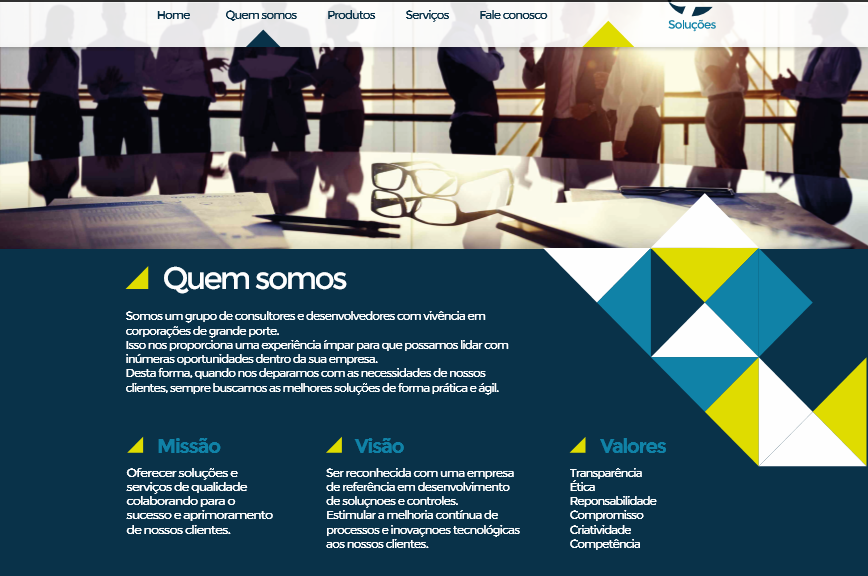 Home
Quem somos
Produtos
Serviços
Fale conosco
Soluções
Quem somos
Somos um grupo de consultores e desenvolvedores com vivência em
corporações de grande porte.
Isso nos proporciona uma experiência ímpar para que possamos lidar com
inúmeras oportunidades dentro da sua empresa.
Desta forma, quando nos deparamos com as necessidades de nossos
clientes, sempre buscamos as melhores soluções de forma prática e ágil.
Missão
Oferecer soluções e
serviços de qualidade
colaborando para o
sucesso e aprimoramento
de nossos clientes.
Visão
Ser reconhecida com uma empresa
de referência em desenvolvimento
de soluçnoes e controles.
Estimular a melhoria contínua de
processos e inovaçnoes tecnológicas
aos nossos clientes.
Valores
Transparência
Ética
Reponsabilidade
Compromisso
Criatividade
Competência